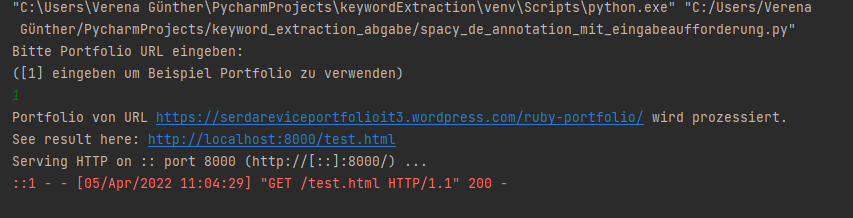 "C:\Users\Verena Günther\PycharmProjects\keywordExtraction\venv\Scripts\python.exe" "C:/Users/Verena
Günther/PycharmProjects/keyword_extraction_abgabe/spacy_de_annotation_mit_eingabeaufforderung.py"
Bitte Portfolio URL eingeben:
([1] eingeben um Beispiel Portfolio zu verwenden)
1
Portfolio von URL https://serdareviceportfolioit3.wordpress.com/ruby-portfolio/ wird prozessiert.
See result here: http://localhost:8000/test.html
Serving HTTP on :: port 8000 (http://[::]:8000/) ...
::1 - - [05/Apr/2022 11:04:29] "GET /test.html HTTP/1.1" 200 -